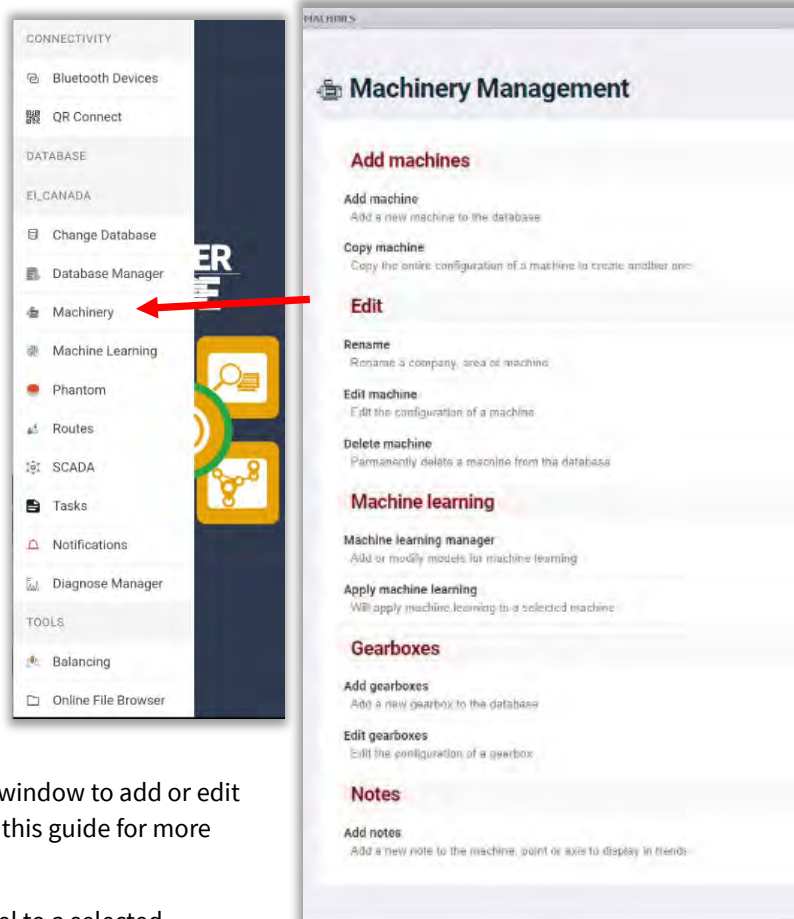 CONNECTIVITY
Bluetooth Devices
QR Connect
DATABASE
EI_CANADA
Change Database
Database Manager
Machinery
Machine Learning
Phantom
Routes
SCADA
Tasks
Notifications
Diagnose Manager
TOOLS
Balancing
Online File Browser
ER
MACHINES
Machinery Management
Add machines
Add machine
Add a new machine to the database
Copy machine
Copy the entire configuration of a machine to create another one
Edit
Rename
Rename a company, area or machine
Edit machine
Edit the configuration of a machine
Delete machine
Permanently delete a machine from the database
Machine learning
Machine learning manager
Add or modify models for machine learning
Apply machine learning
Will apply machine learning to a selected machine
Gearboxes
Add gearboxes
Add a new gearbox to the database
Edit gearboxes
Edit the configuration of a gearbox
Notes
Add notes
Add a new note to the machine, point or axis to display in trends
window to add or edit
this guide for more
el to a selected